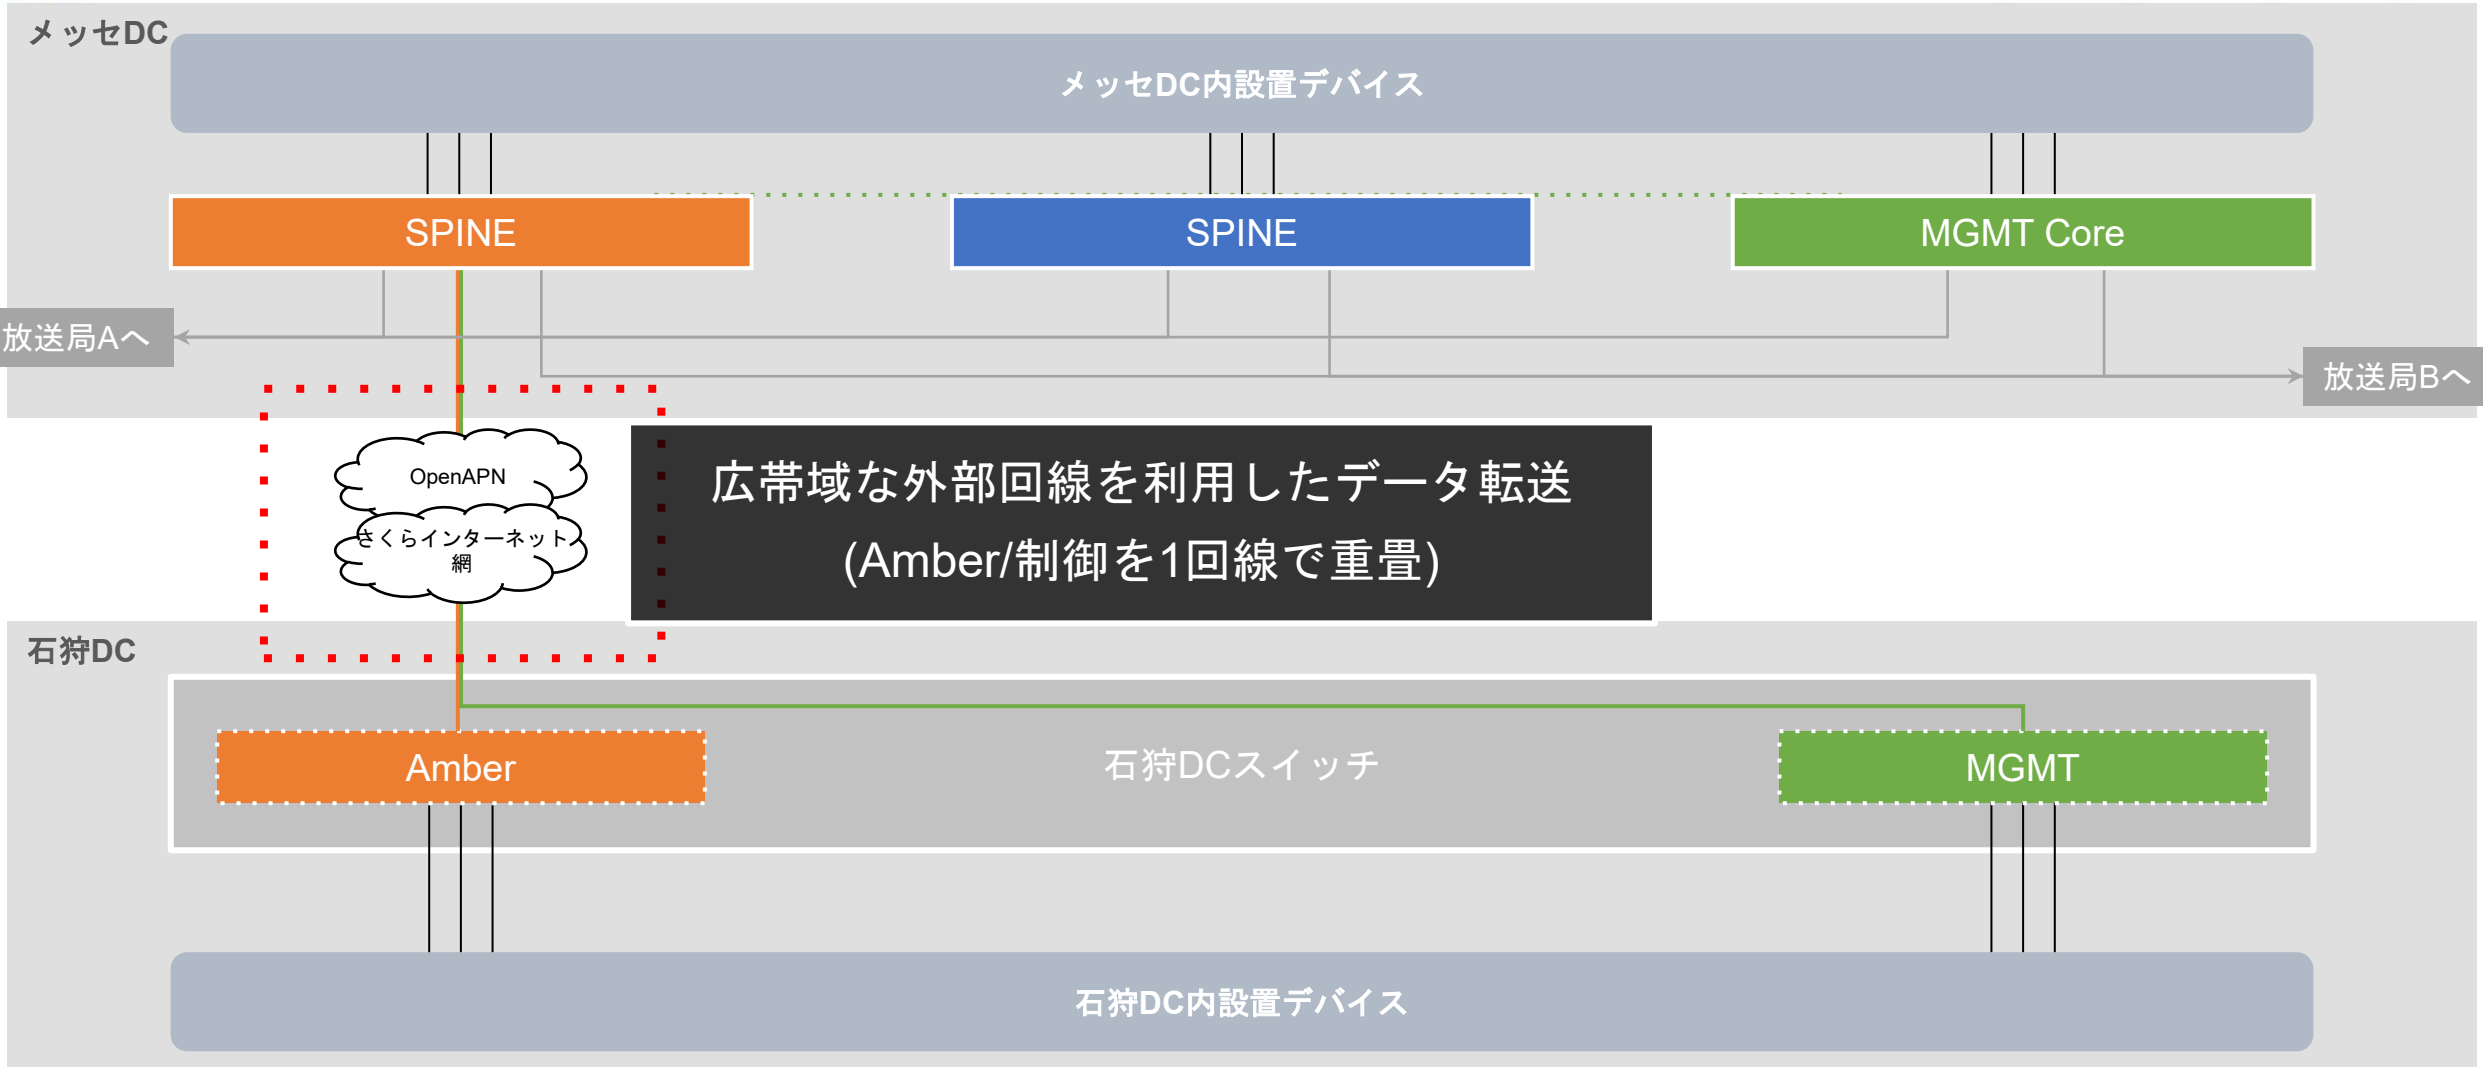 メッセDC
メッセDC内設置デバイス
SPINE
SPINE
MGMT Core
放送局Aへ
放送局Bへ
OpenAPN
さくらインターネット
網
広帯域な外部回線を利用したデータ転送
(Amber/制御を1回線で重畳)
石狩DC
Amber
石狩DCスイッチ
MGMT
石狩DC内設置デバイス